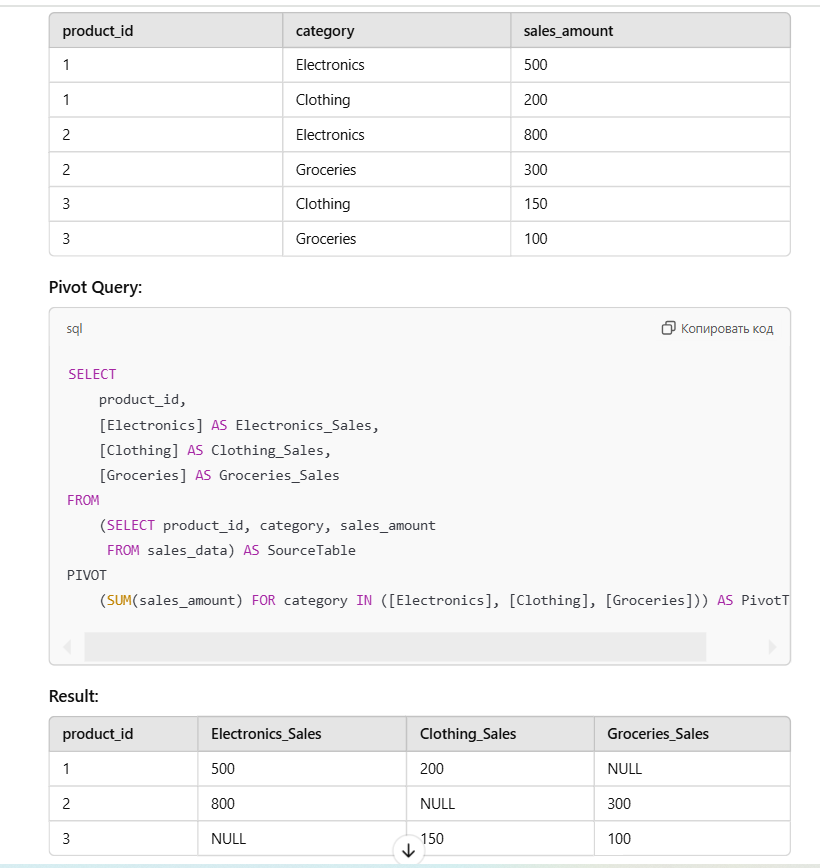 product_id category sales_amount
1 Electronics 500
1 Clothing 200
2 Electronics 800
2 Groceries 300
3 Clothing 150
3 Groceries 100
Pivot Query:
sql Копировать код
SELECT
product_id,
[Electronics] AS Electronics_Sales,
[Clothing] AS Clothing_Sales,
[Groceries] AS Groceries_Sales
FROM
(SELECT product_id, category, sales_amount
FROM sales_data) AS SourceTable
PIVOT
(SUM(sales_amount) FOR category IN ([Electronics], [Clothing], [Groceries])) AS PivotT
Result:
product_id Electronics_Sales Clothing_Sales Groceries_Sales
1 500 200 NULL
2 800 NULL 300
3 NULL 150 100